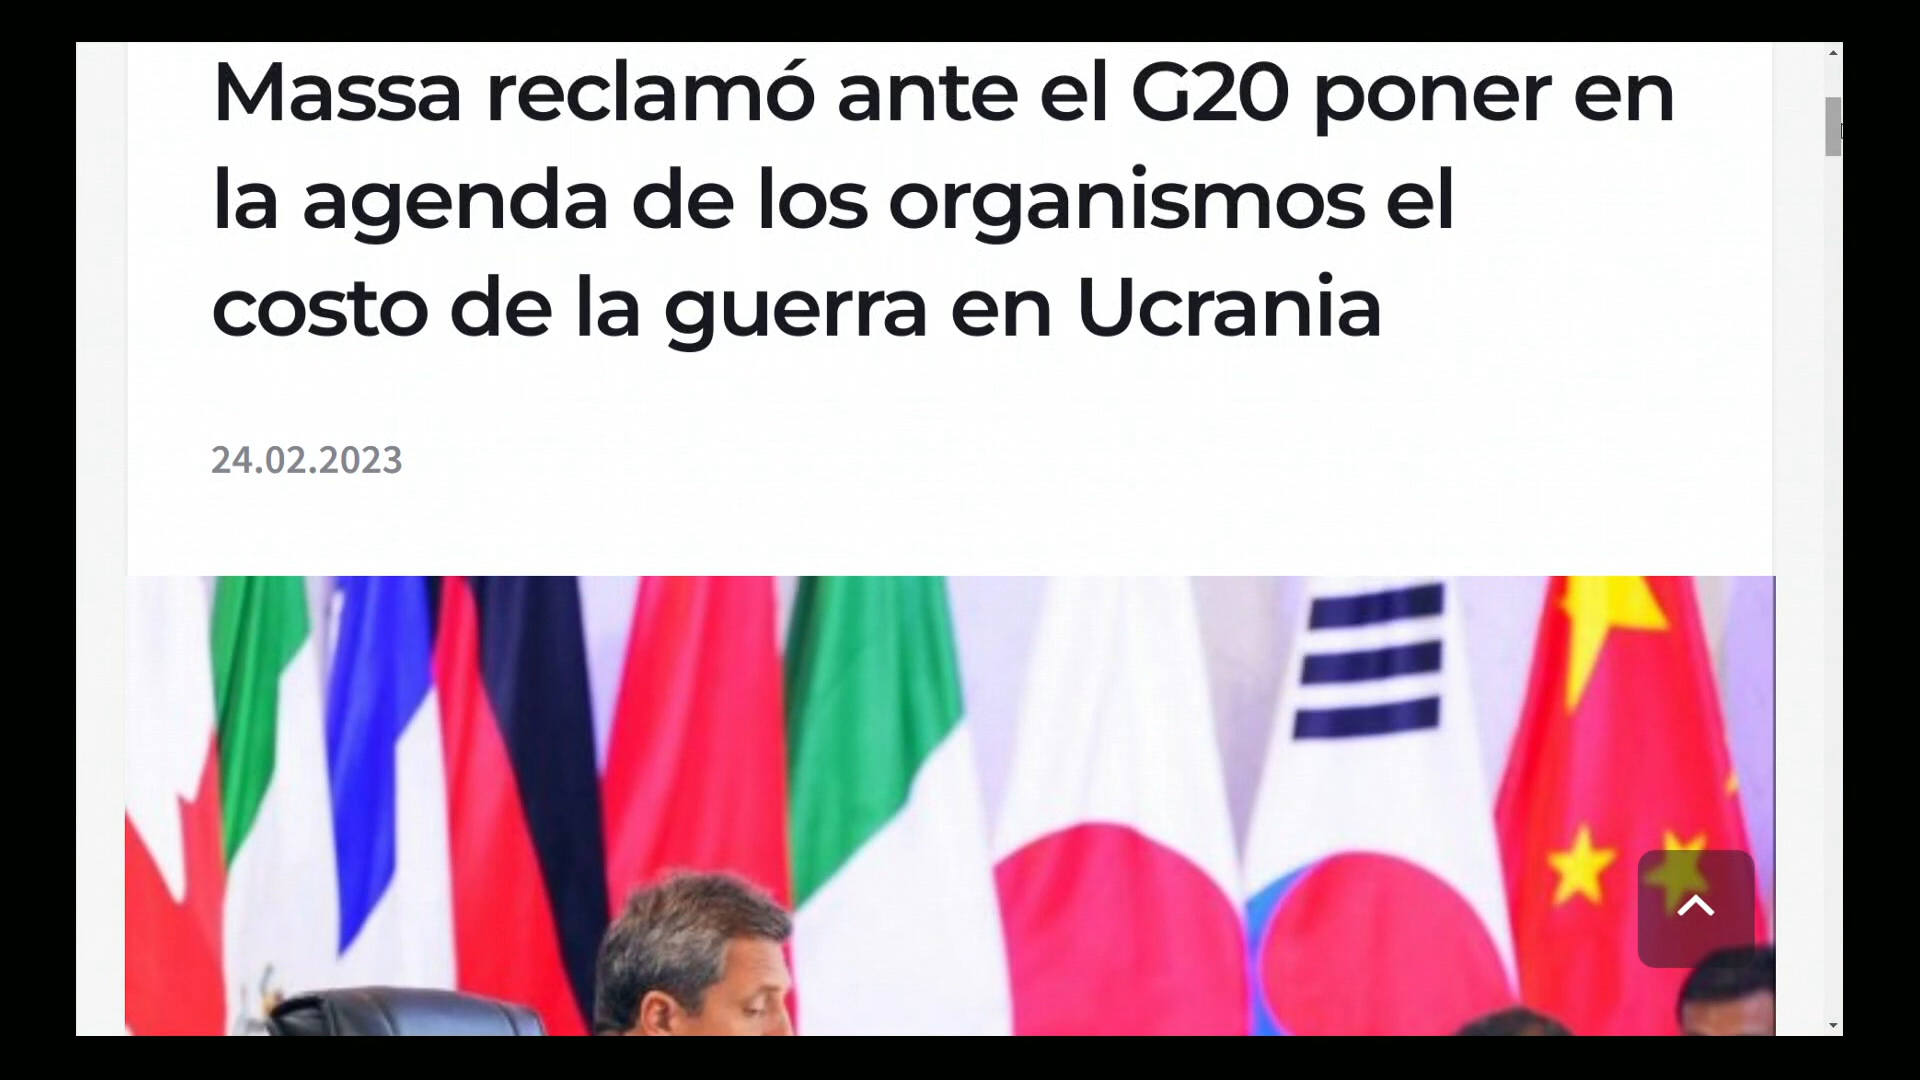 Massa reclamó ante el G20 poner en
la agenda de los organismos el
costo de la guerra en Ucrania
24.02.2023